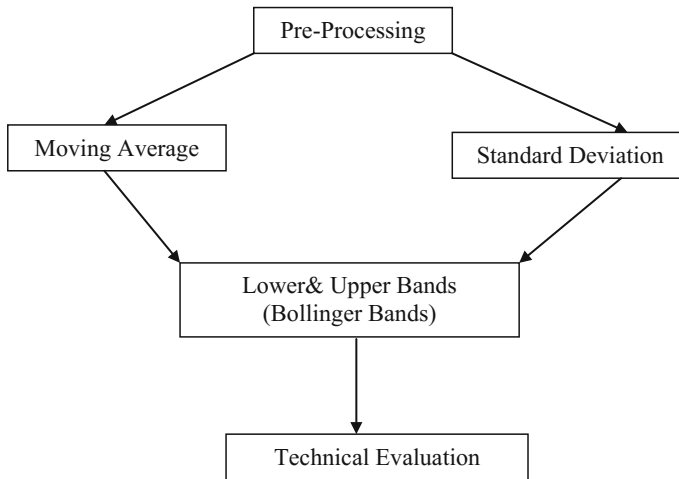 Pre-Processing
Moving Average
Standard Deviation
Lower& Upper Bands
(Bollinger Bands)
Technical Evaluation